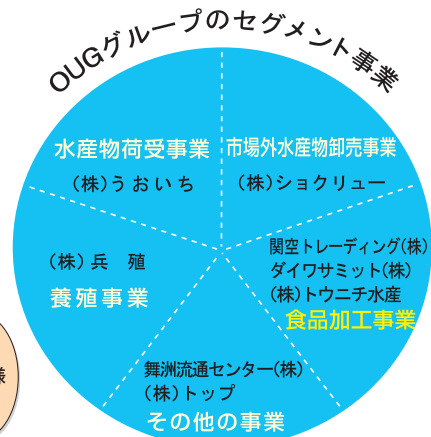 OUGグループのセグメント事業
水産物荷受事業
(株)うおいち
市場外水産物卸売事業
(株)ショクリュー
(株)兵 殖
養殖事業
関空トレーディング(株)
ダイワサミット(株)
(株)トウニチ水産
食品加工事業
舞洲流通センター(株)
(株)トップ
その他の事業
様